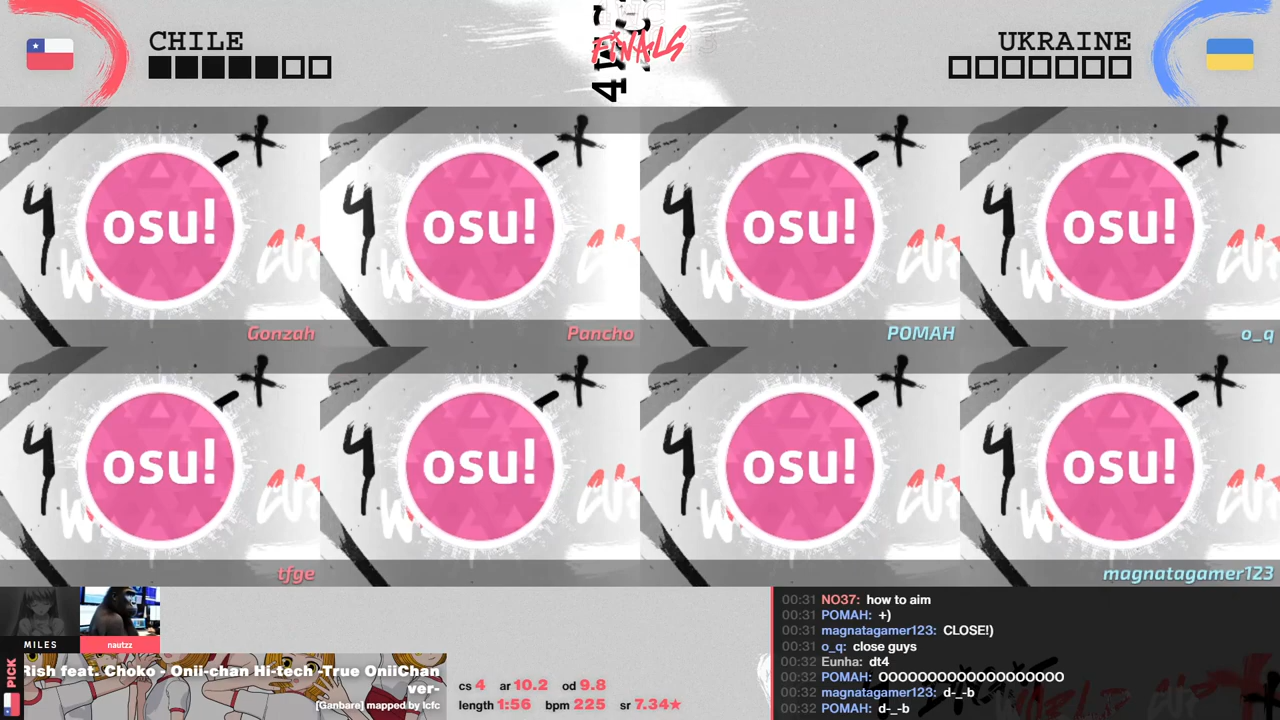 CHILE
FINALS
UKRAINE
osu!
osu!
osu!
osu!
Gonzah
Pancho
POMAH
o_q
osu!
osu!
osu!
osu!
tfge
magnatagamer123
MILES
nautzz
PICK
Rish feat. Choko - Onii-chan Hi-tech -True OniiChan
ver-
[Ganbare] mapped by lcfc
cs 4 ar 10.2 od 9.8
length 1:56 bpm 225 sr 7.34★
00:31 NO37: how to aim
00:31 POMAH: +)
00:31 magnatagamer123: CLOSE!)
00:31 o_q: close guys
00:32 Eunha: dt4
00:32 POMAH: OOOOOOOOOOOOOOOOOOO
00:32 magnatagamer123: d-_-b
00:32 POMAH: d-_-b